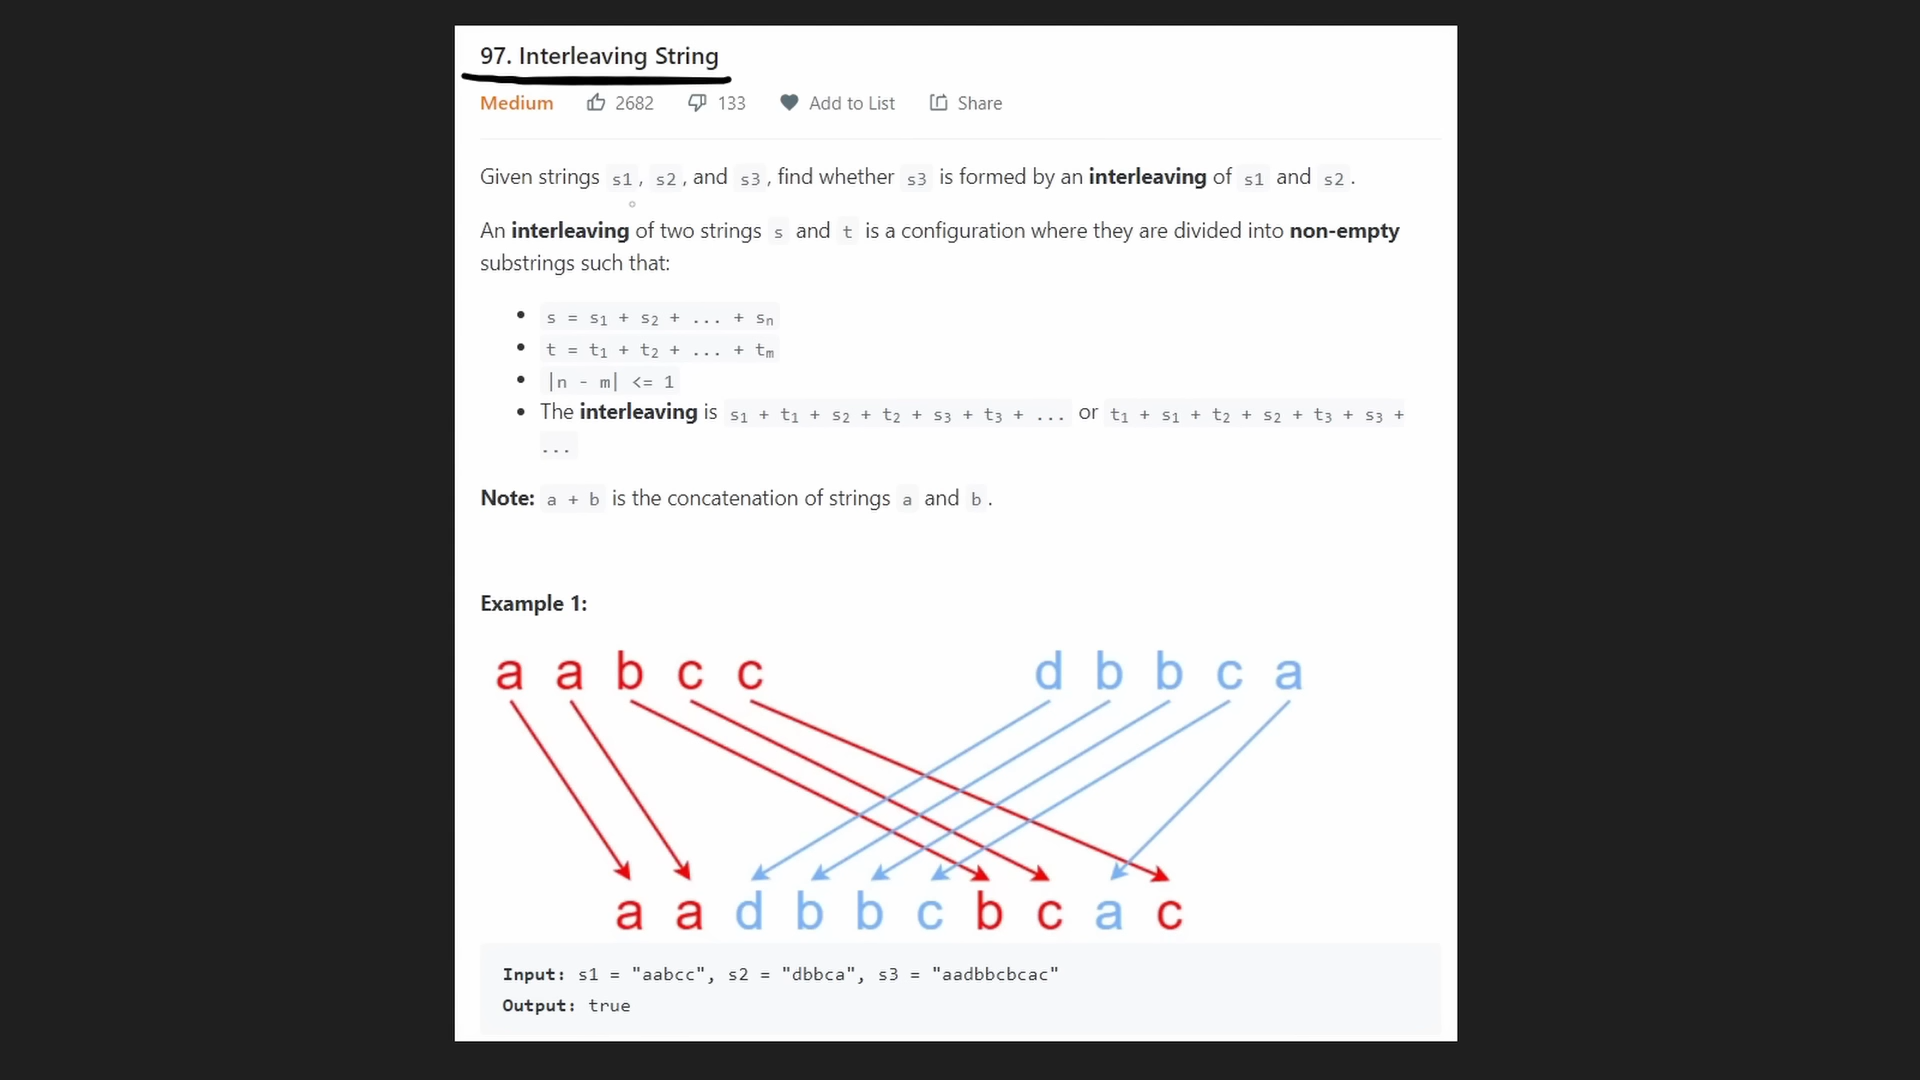 97. Interleaving String
Medium 2682 133 Add to List Share
Given strings s1, s2, and s3, find whether s3 is formed by an interleaving of s1 and s2.
An interleaving of two strings s and t is a configuration where they are divided into non-empty
substrings such that:
• s = s₁ + s₂ + ... + sₙ
• t = t₁ + t₂ + ... + tₘ
• |n - m| <= 1
• The interleaving is s₁ + t₁ + s₂ + t₂ + s₃ + t₃ + ... or t₁ + s₁ + t₂ + s₂ + t₃ + s₃ +
...
Note: a + b is the concatenation of strings a and b.
Example 1:
a a b c c d b b c a
a a d b b c b c a c
Input: s1 = "aabcc", s2 = "dbbca", s3 = "aadbbcbcac"
Output: true